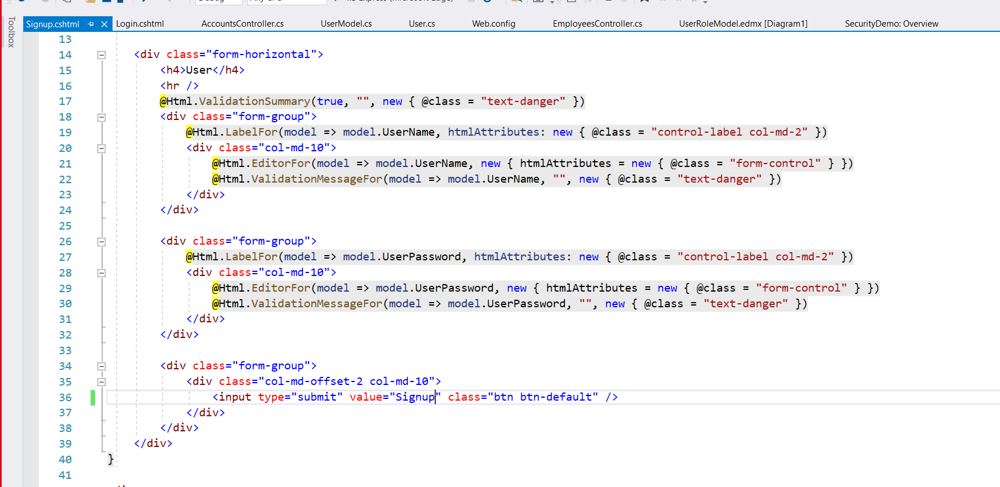 Toolbox
Signup.cshtml Login.cshtml AccountsController.cs UserModel.cs User.cs Web.config EmployeesController.cs UserRoleModel.edmx [Diagram1] SecurityDemo: Overview
13
14 <div class="form-horizontal">
15 <h4>User</h4>
16 <hr />
17 @Html.ValidationSummary(true, "", new { @class = "text-danger" })
18 <div class="form-group">
19 @Html.LabelFor(model => model.UserName, htmlAttributes: new { @class = "control-label col-md-2" })
20 <div class="col-md-10">
21 @Html.EditorFor(model => model.UserName, new { htmlAttributes = new { @class = "form-control" } })
22 @Html.ValidationMessageFor(model => model.UserName, "", new { @class = "text-danger" })
23 </div>
24 </div>
25
26 <div class="form-group">
27 @Html.LabelFor(model => model.UserPassword, htmlAttributes: new { @class = "control-label col-md-2" })
28 <div class="col-md-10">
29 @Html.EditorFor(model => model.UserPassword, new { htmlAttributes = new { @class = "form-control" } })
30 @Html.ValidationMessageFor(model => model.UserPassword, "", new { @class = "text-danger" })
31 </div>
32 </div>
33
34 <div class="form-group">
35 <div class="col-md-offset-2 col-md-10">
36 <input type="submit" value="Signup" class="btn btn-default" />
37 </div>
38 </div>
39 </div>
40 }
41